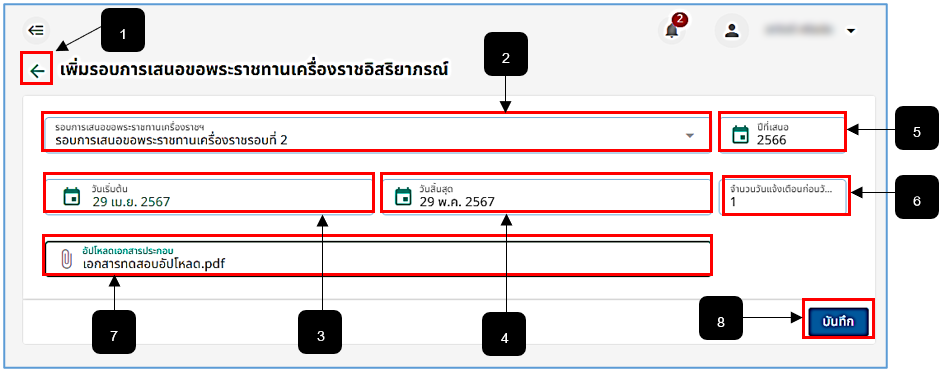 1
2
2
เพิ่มรอบการเสนอขอพระราชทานเครื่องราชอิสริยาภรณ์
รอบการเสนอขอพระราชทานเครื่องราชฯ
รอบการเสนอขอพระราชทานเครื่องราชรอบที่ 2
ปีที่เสนอ
2566
5
วันเริ่มต้น
29 เม.ย. 2567
วันสิ้นสุด
29 พ.ค. 2567
จำนวนวันแจ้งเตือนก่อนวั...
1
6
อัปโหลดเอกสารประกอบ
เอกสารทดสอบอัปโหลด.pdf
7
3
4
8
บันทึก